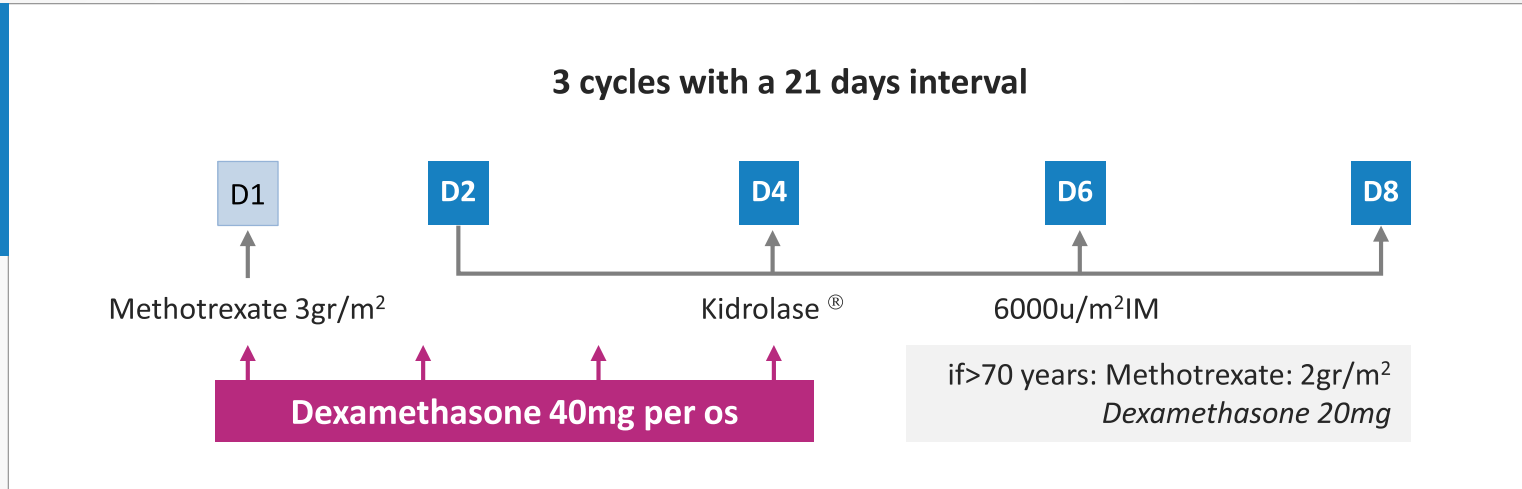 3 cycles with a 21 days interval
D1 D2 D4 D6 D8
Methotrexate 3gr/m² Kidrolase ® 6000u/m²IM
Dexamethasone 40mg per os
if>70 years: Methotrexate: 2gr/m²
Dexamethasone 20mg